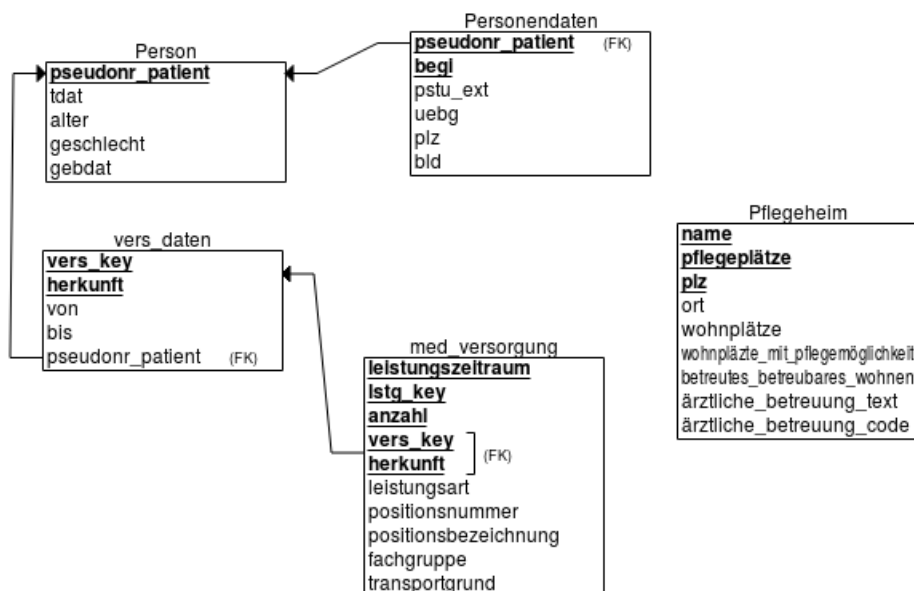 Personendaten
pseudonr_patient (FK)
begl
pstu_ext
uebg
plz
bld
Person
pseudonr_patient
tdat
alter
geschlecht
gebdat
vers_daten
vers_key
herkunft
von
bis
pseudonr_patient (FK)
Pflegeheim
name
pflegeplätze
plz
ort
wohnplätze
wohnpläzte_mit_pflegemöglichkeit
betreutes_betreubares_wohnen
ärztliche_betreuung_text
ärztliche_betreuung_code
med_versorgung
leistungszeitraum
lstg_key
anzahl
vers_key
herkunft
(FK)
leistungsart
positionsnummer
positionsbezeichnung
fachgruppe
transportgrund